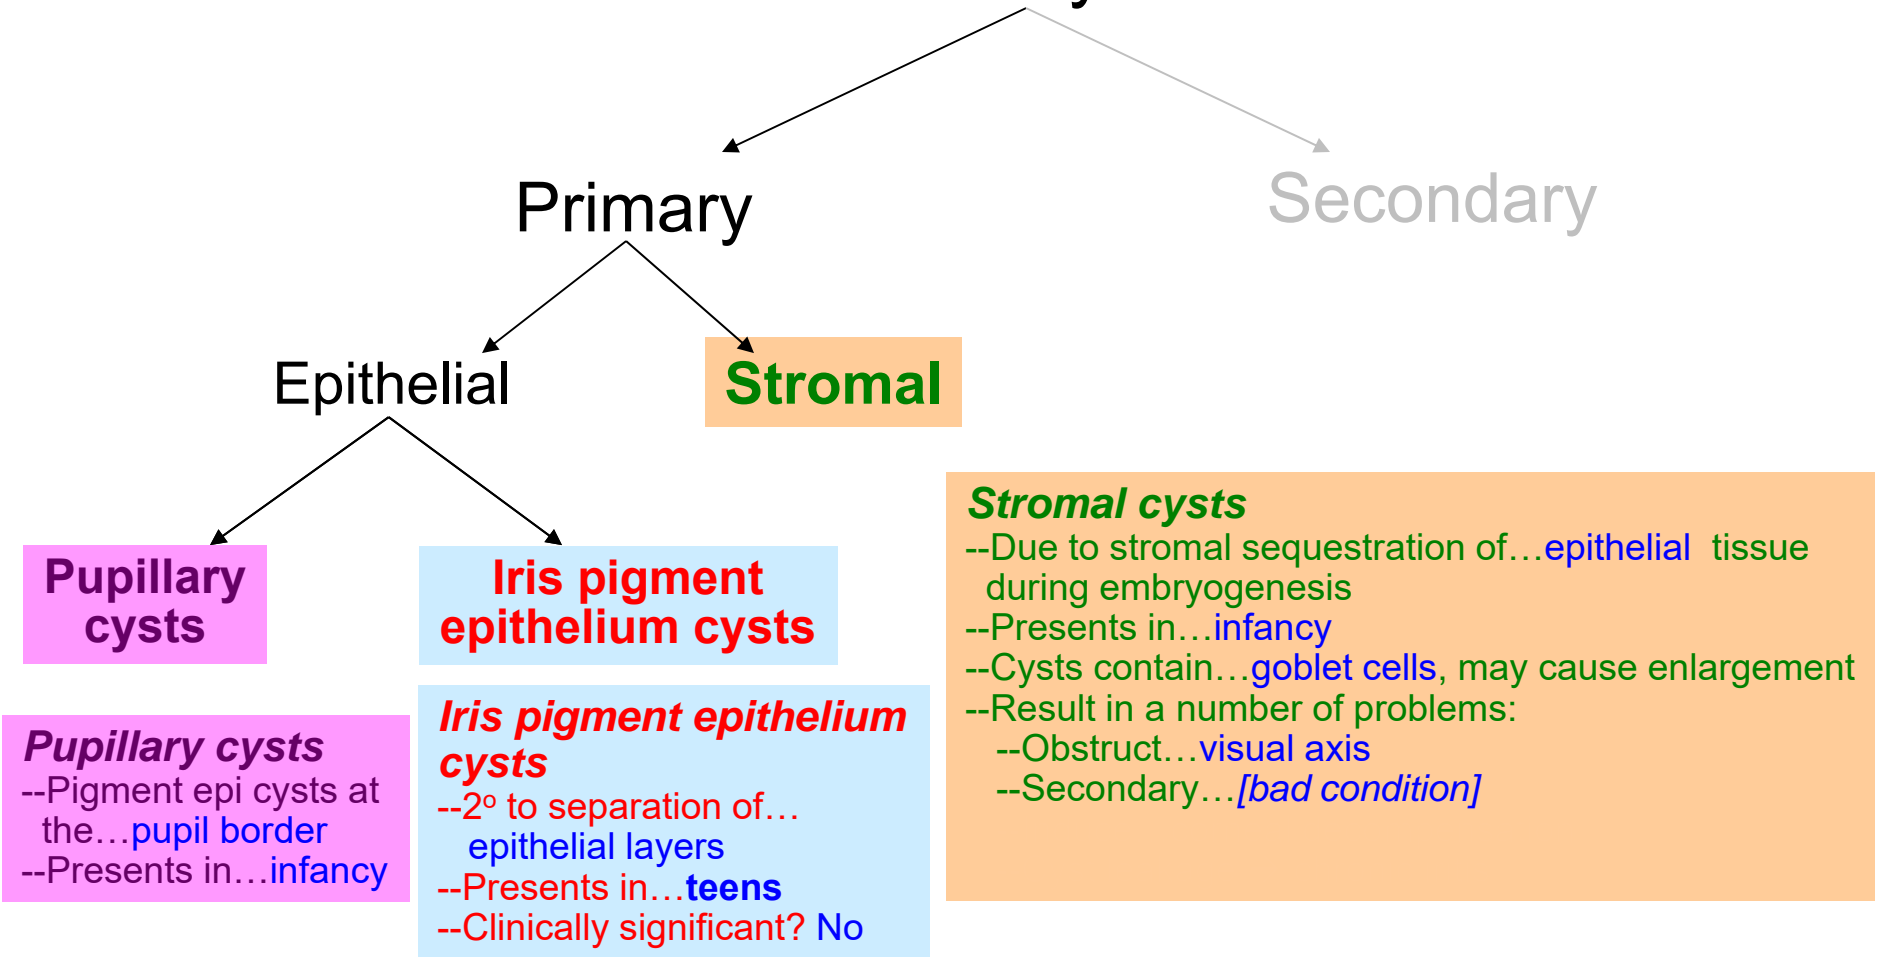 Primary
Secondary
Epithelial
Stromal
Pupillary
cysts
Iris pigment
epithelium cysts
Stromal cysts
--Due to stromal sequestration of…epithelial tissue
during embryogenesis
--Presents in…infancy
--Cysts contain…goblet cells, may cause enlargement
--Result in a number of problems:
--Obstruct…visual axis
--Secondary…[bad condition]
Pupillary cysts
--Pigment epi cysts at
the…pupil border
--Presents in…infancy
Iris pigment epithelium
cysts
--2º to separation of…
epithelial layers
--Presents in…teens
--Clinically significant? No